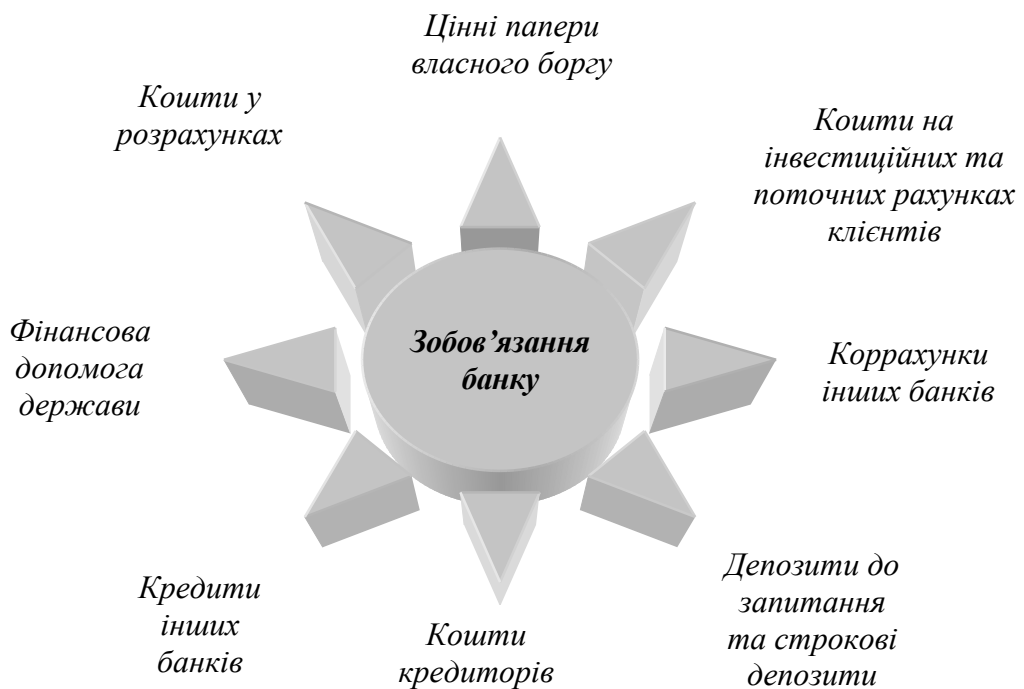 Цінні папери
власного боргу
Кошти у
розрахунках
Кошти на
інвестиційних та
поточних рахунках
клієнтів
Фінансова
допомога
держави
Зобов’язання
банку
Коррахунки
інших банків
Кредити
інших
банків
Кошти
кредиторів
Депозити до
запитання
та строкові
депозити